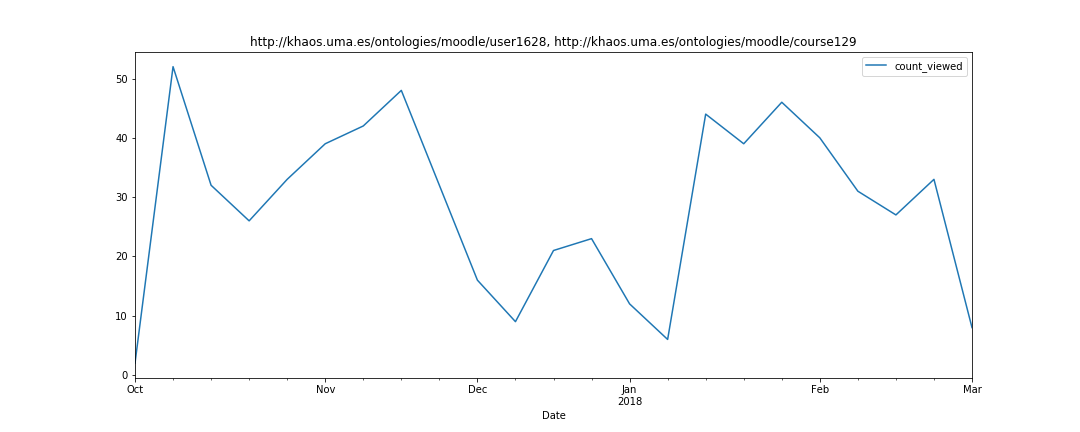 http://khaos.uma.es/ontologies/moodle/user1628, http://khaos.uma.es/ontologies/moodle/course129
count_viewed
50
40
30
20
10
0
Oct Nov Dec Jan Feb Mar
2018
Date